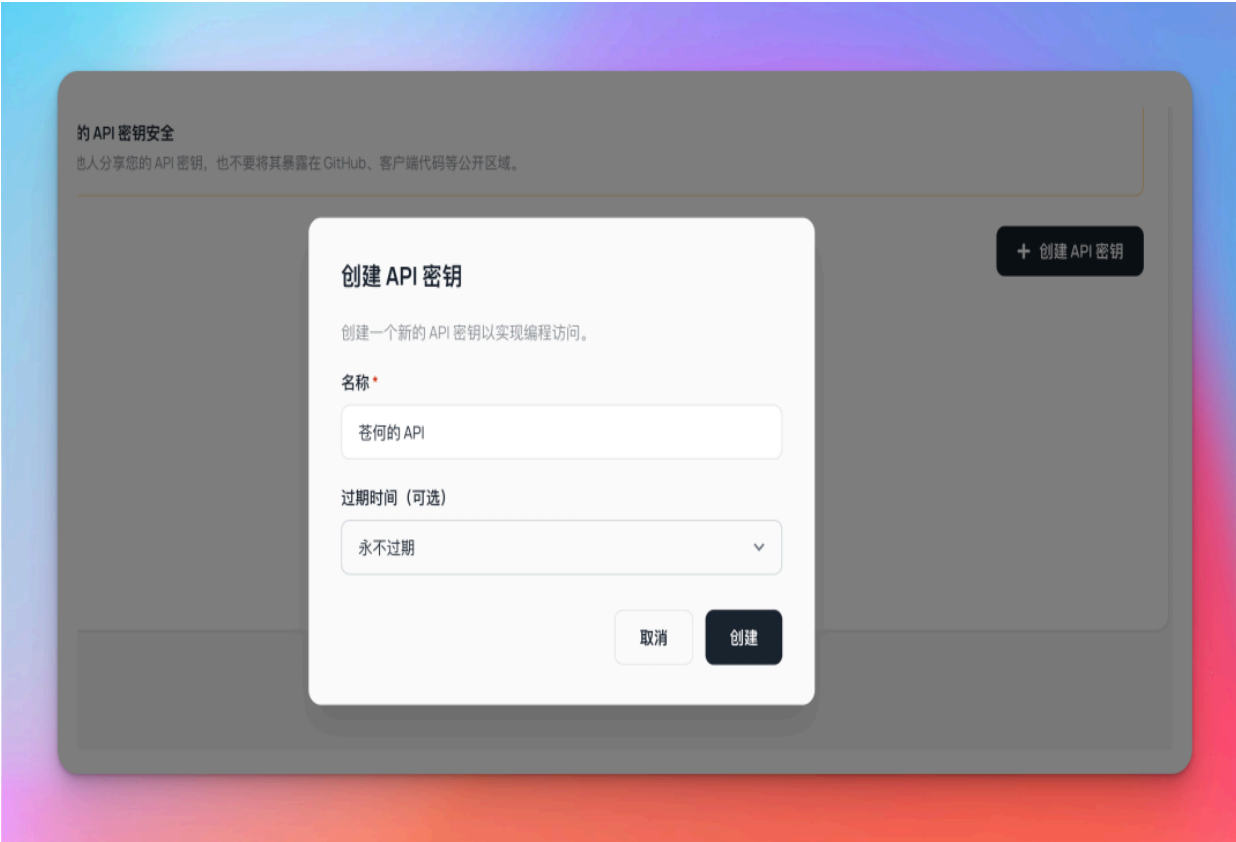 的 API 密钥安全
他人分享您的 API 密钥，也不要将其暴露在 GitHub、客户端代码等公开区域。
+ 创建 API 密钥
创建 API 密钥
创建一个新的 API 密钥以实现编程访问。
名称 *
苍何的 API
过期时间（可选）
永不过期
取消
创建